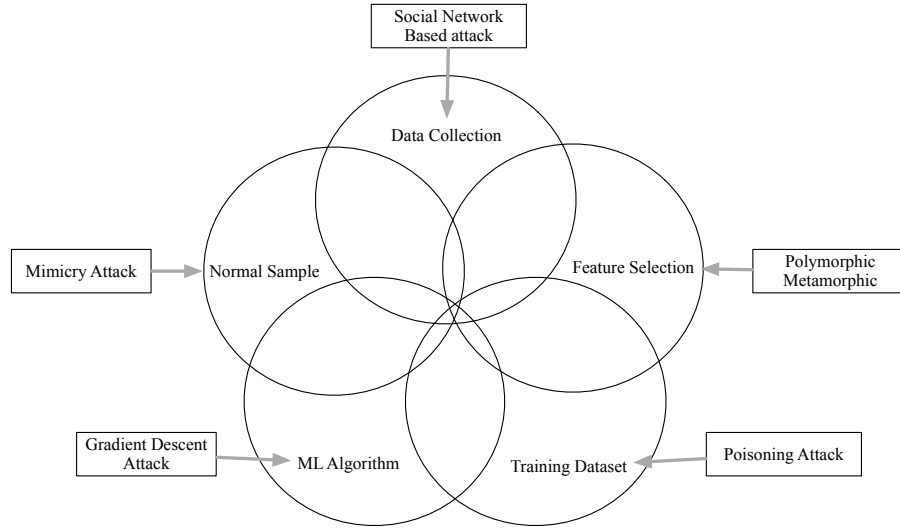 Social Network
Based attack
Data Collection
Mimicry Attack
Normal Sample
Feature Selection
Polymorphic
Metamorphic
Gradient Descent
Attack
ML Algorithm
Training Dataset
Poisoning Attack